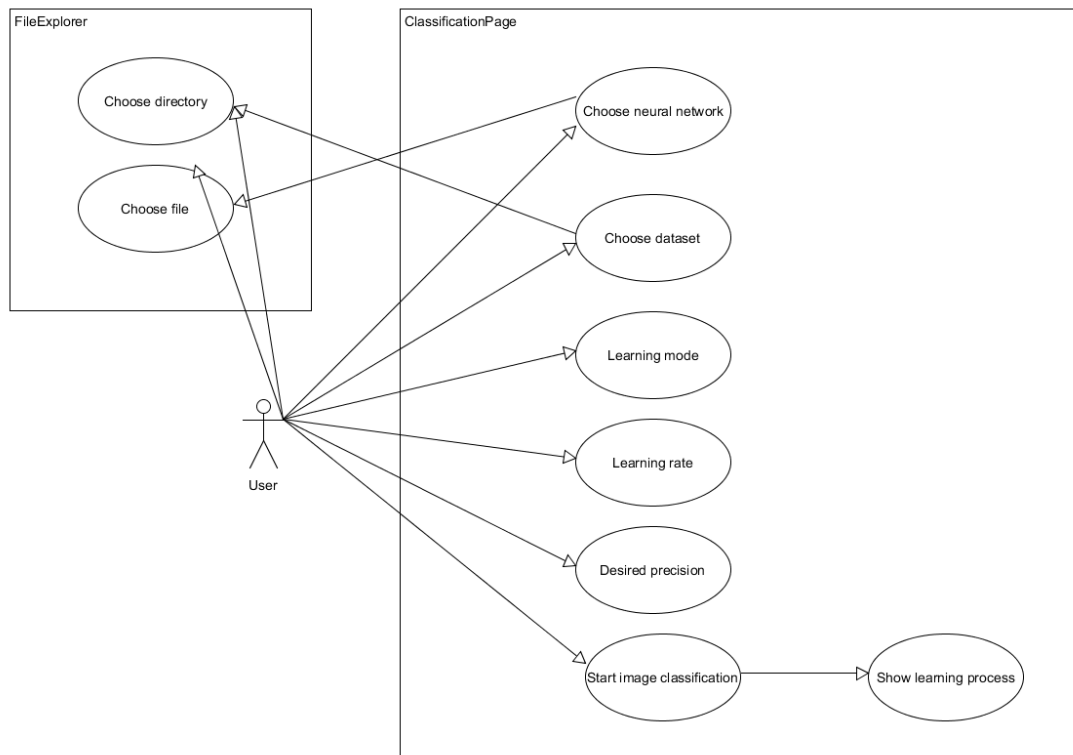 FileExplorer
Choose directory
Choose file
User
ClassificationPage
Choose neural network
Choose dataset
Learning mode
Learning rate
Desired precision
Start image classification
Show learning process